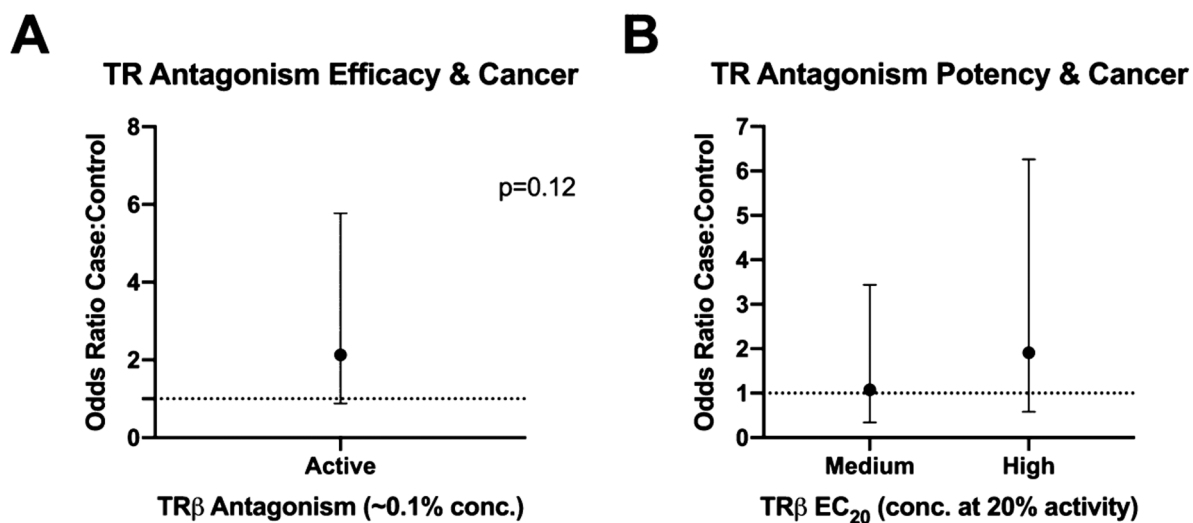 A
TR Antagonism Efficacy & Cancer
Odds Ratio Case:Control
8
6
4
2
0
p=0.12
Active
TRβ Antagonism (~0.1% conc.)
B
TR Antagonism Potency & Cancer
Odds Ratio Case:Control
7
6
5
4
3
2
1
0
Medium
High
TRβ EC₂₀ (conc. at 20% activity)